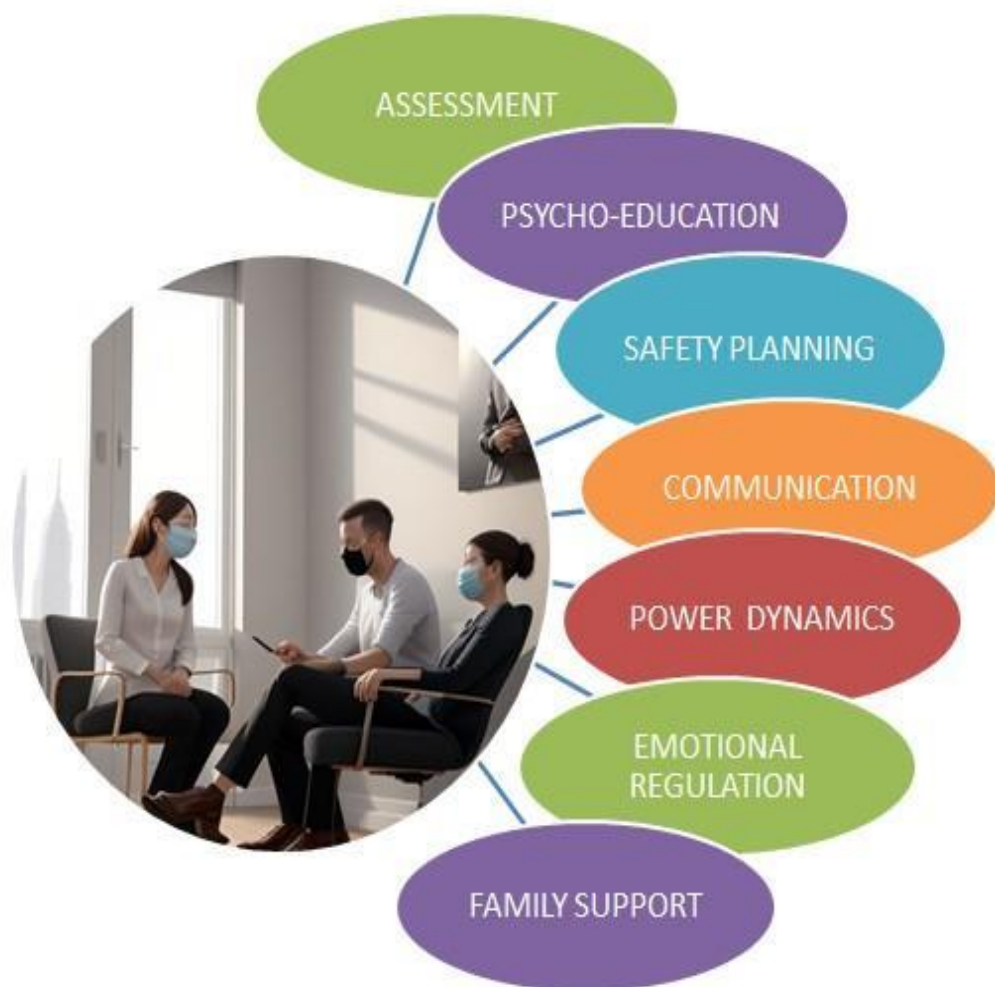 ASSESSMENT
PSYCHO-EDUCATION
SAFETY PLANNING
COMMUNICATION
POWER DYNAMICS
EMOTIONAL
REGULATION
FAMILY SUPPORT